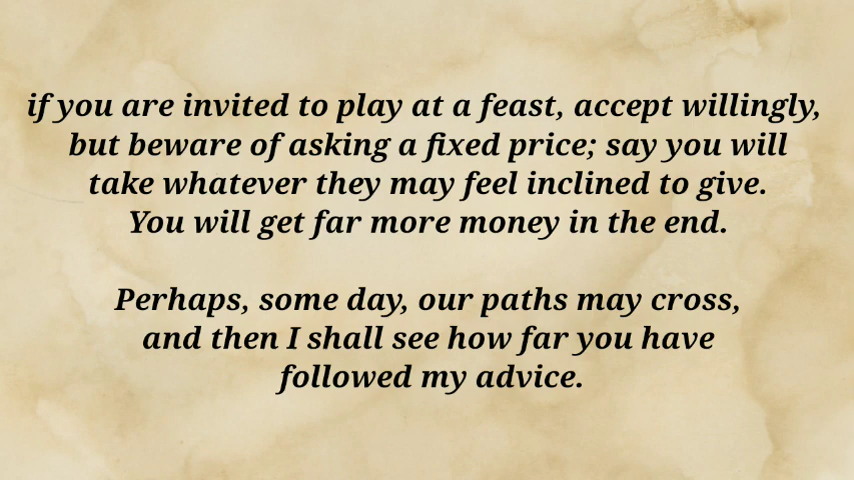 if you are invited to play at a feast, accept willingly,
but beware of asking a fixed price; say you will
take whatever they may feel inclined to give.
You will get far more money in the end.
Perhaps, some day, our paths may cross,
and then I shall see how far you have
followed my advice.